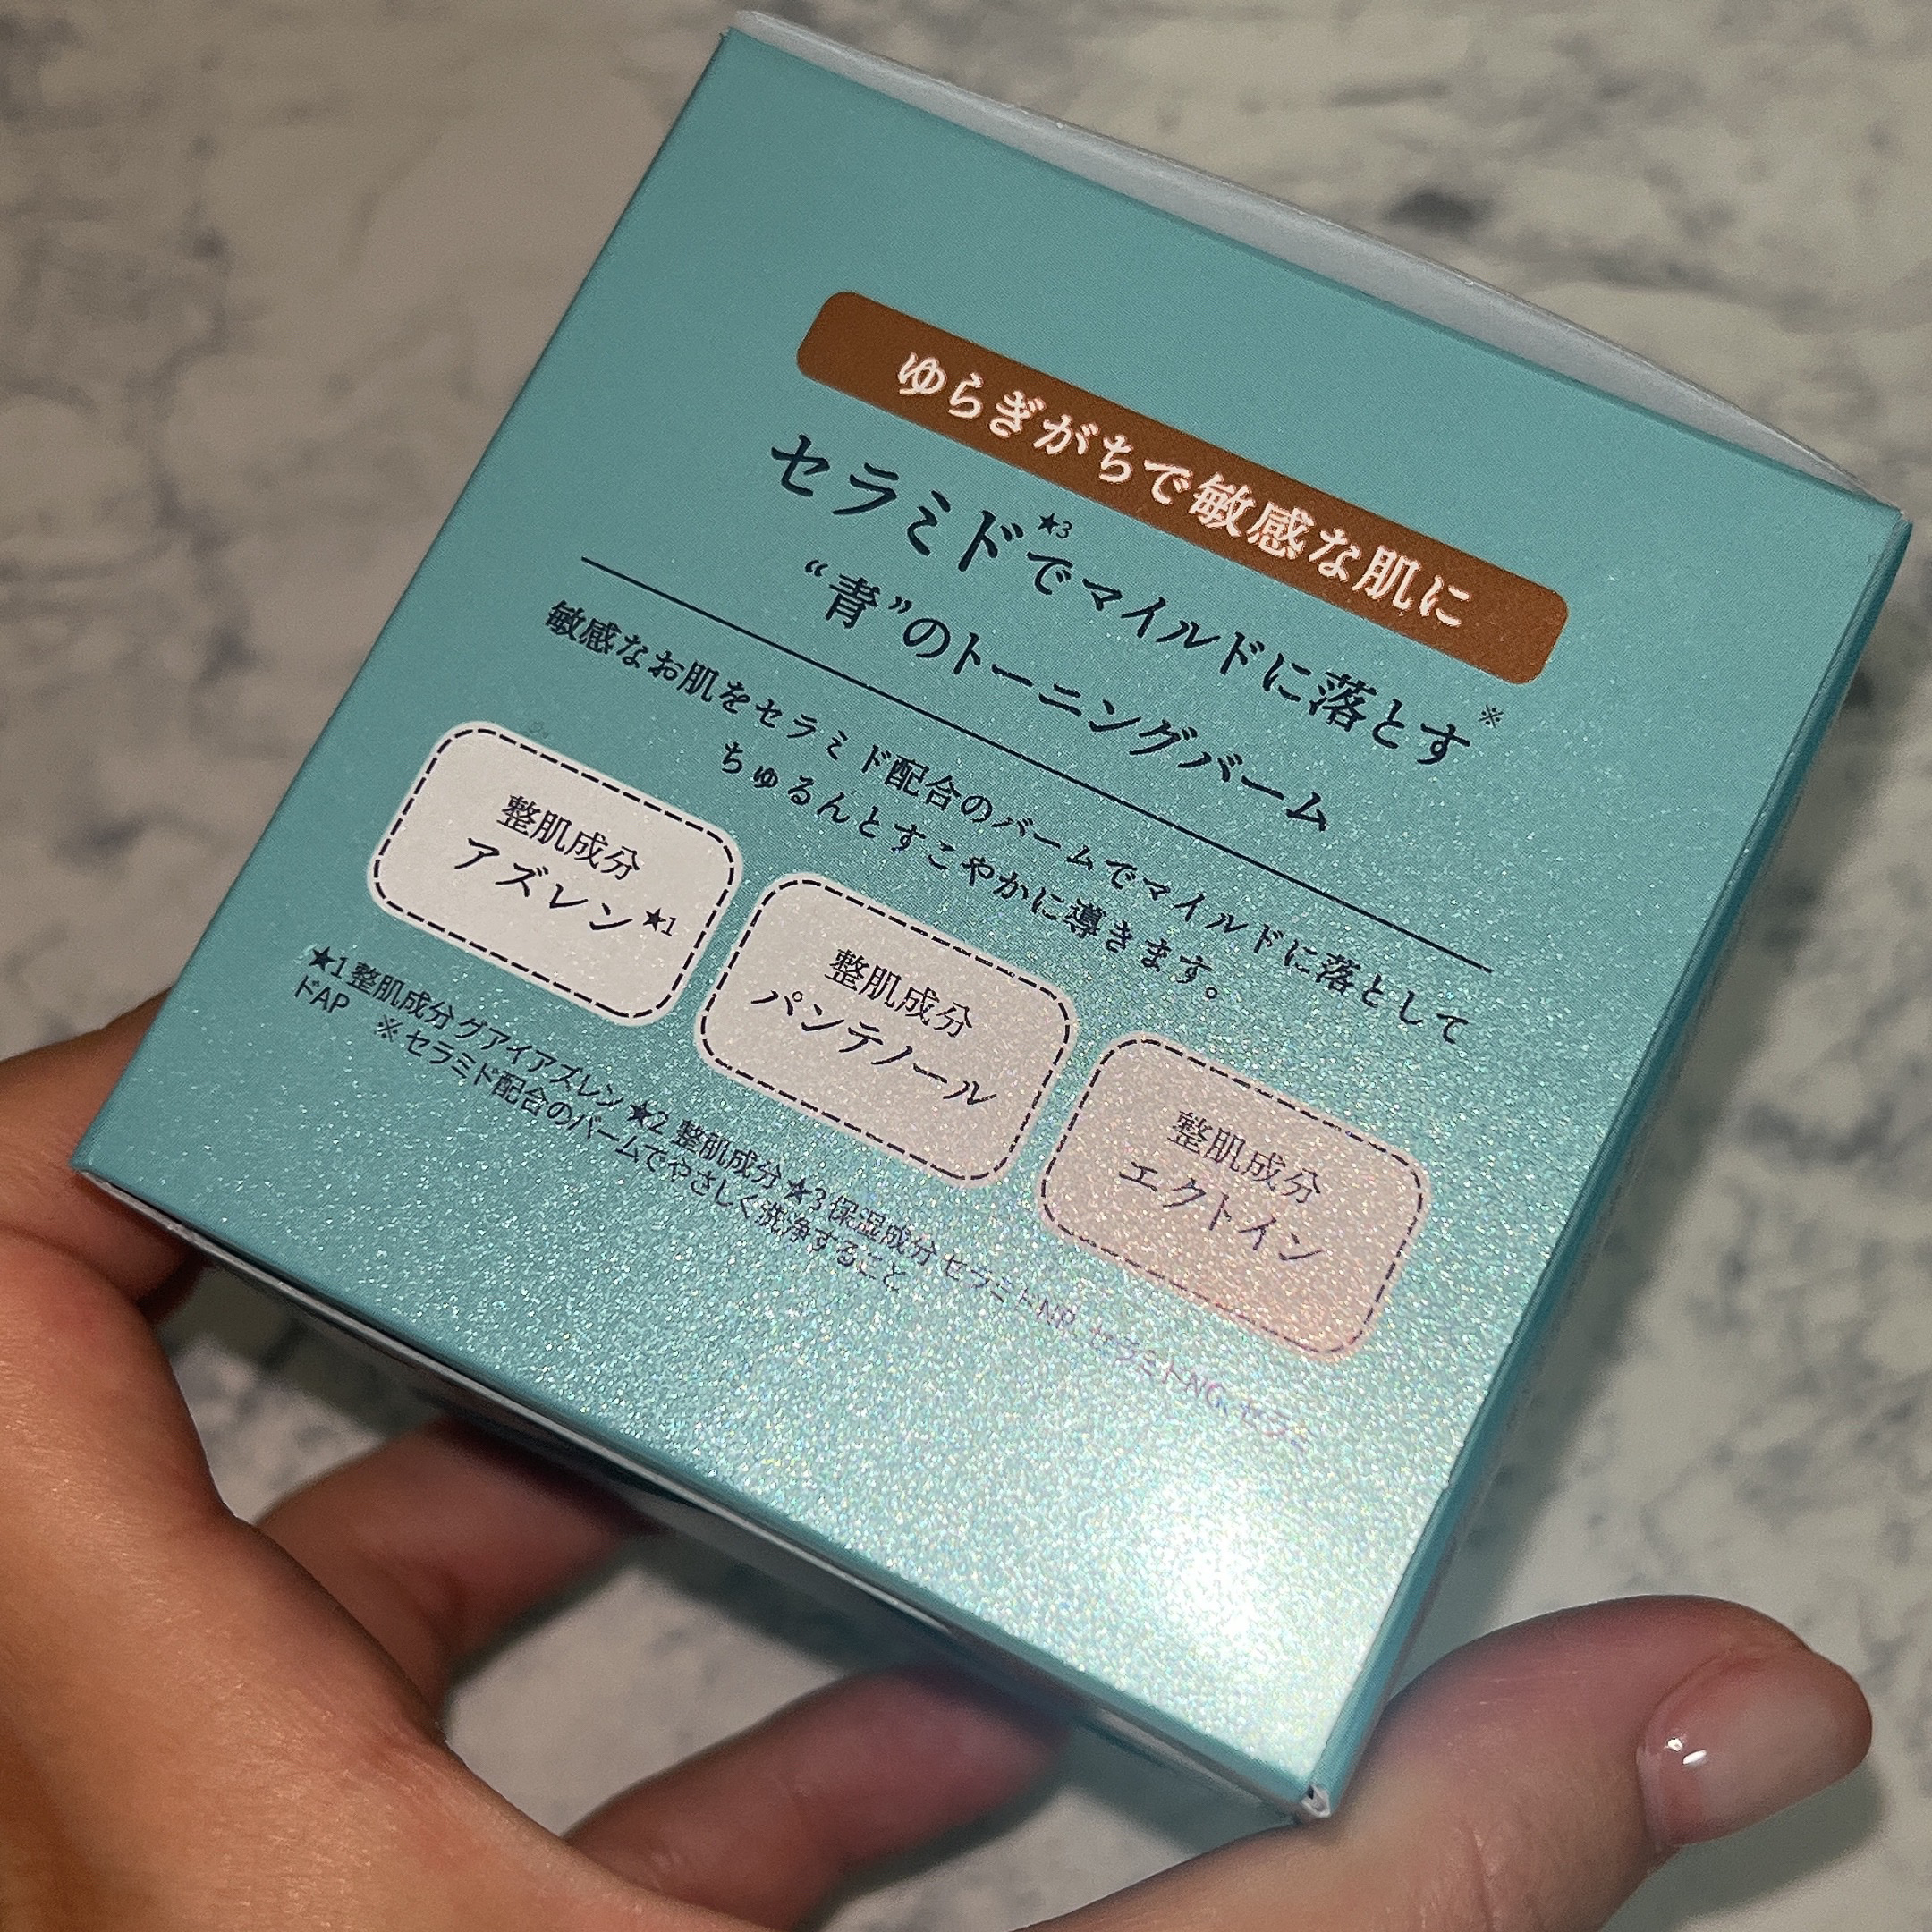 ゆらぎがちで敏感な肌に
セラミド★3でマイルドに落とす※
“青”のトーニングバーム
敏感なお肌をセラミド配合のバームでマイルドに落として
ちゅるんとすこやかに導きます。
整肌成分
アズレン★1
整肌成分
パンテノール
整肌成分
エクトイン
★1 整肌成分 グアイアズレン ★2 整肌成分 ★3 保湿成分 セラミドNP、セラミドNG、セラミ
ドAP ※ セラミド配合のバームでやさしく洗浄すること